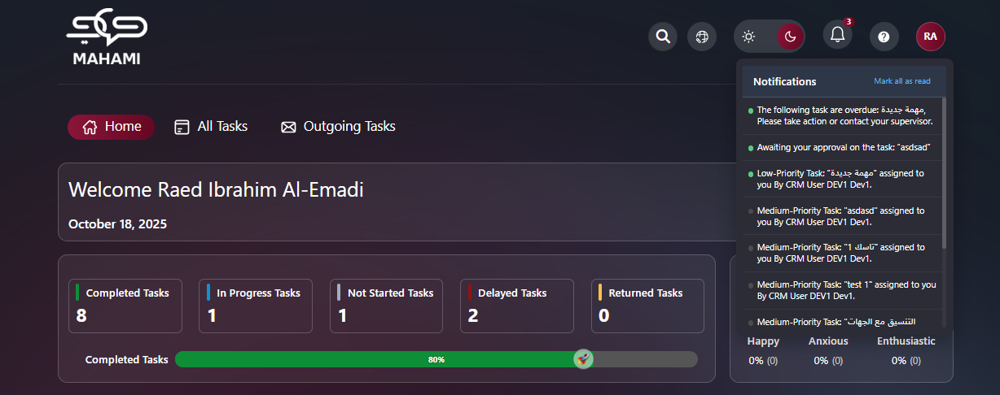 مهامي
MAHAMI
3
RA
Home
All Tasks
Outgoing Tasks
Welcome Raed Ibrahim Al-Emadi
October 18, 2025
Completed Tasks
8
In Progress Tasks
1
Not Started Tasks
1
Delayed Tasks
2
Returned Tasks
0
Completed Tasks
80%
Notifications
Mark all as read
The following task are overdue: مهمة جديدة,
Please take action or contact your supervisor.
Awaiting your approval on the task: "asdsad"
Low-Priority Task: "مهمة جديدة" assigned to
you By CRM User DEV1 Dev1.
Medium-Priority Task: "asdasd" assigned to
you By CRM User DEV1 Dev1.
Medium-Priority Task: "تاسك 1" assigned to
you By CRM User DEV1 Dev1.
Medium-Priority Task: "test 1" assigned to you
By CRM User DEV1 Dev1.
Medium-Priority Task: "التنسيق مع الجهات
Happy
Anxious
Enthusiastic
0% (0)
0% (0)
0% (0)